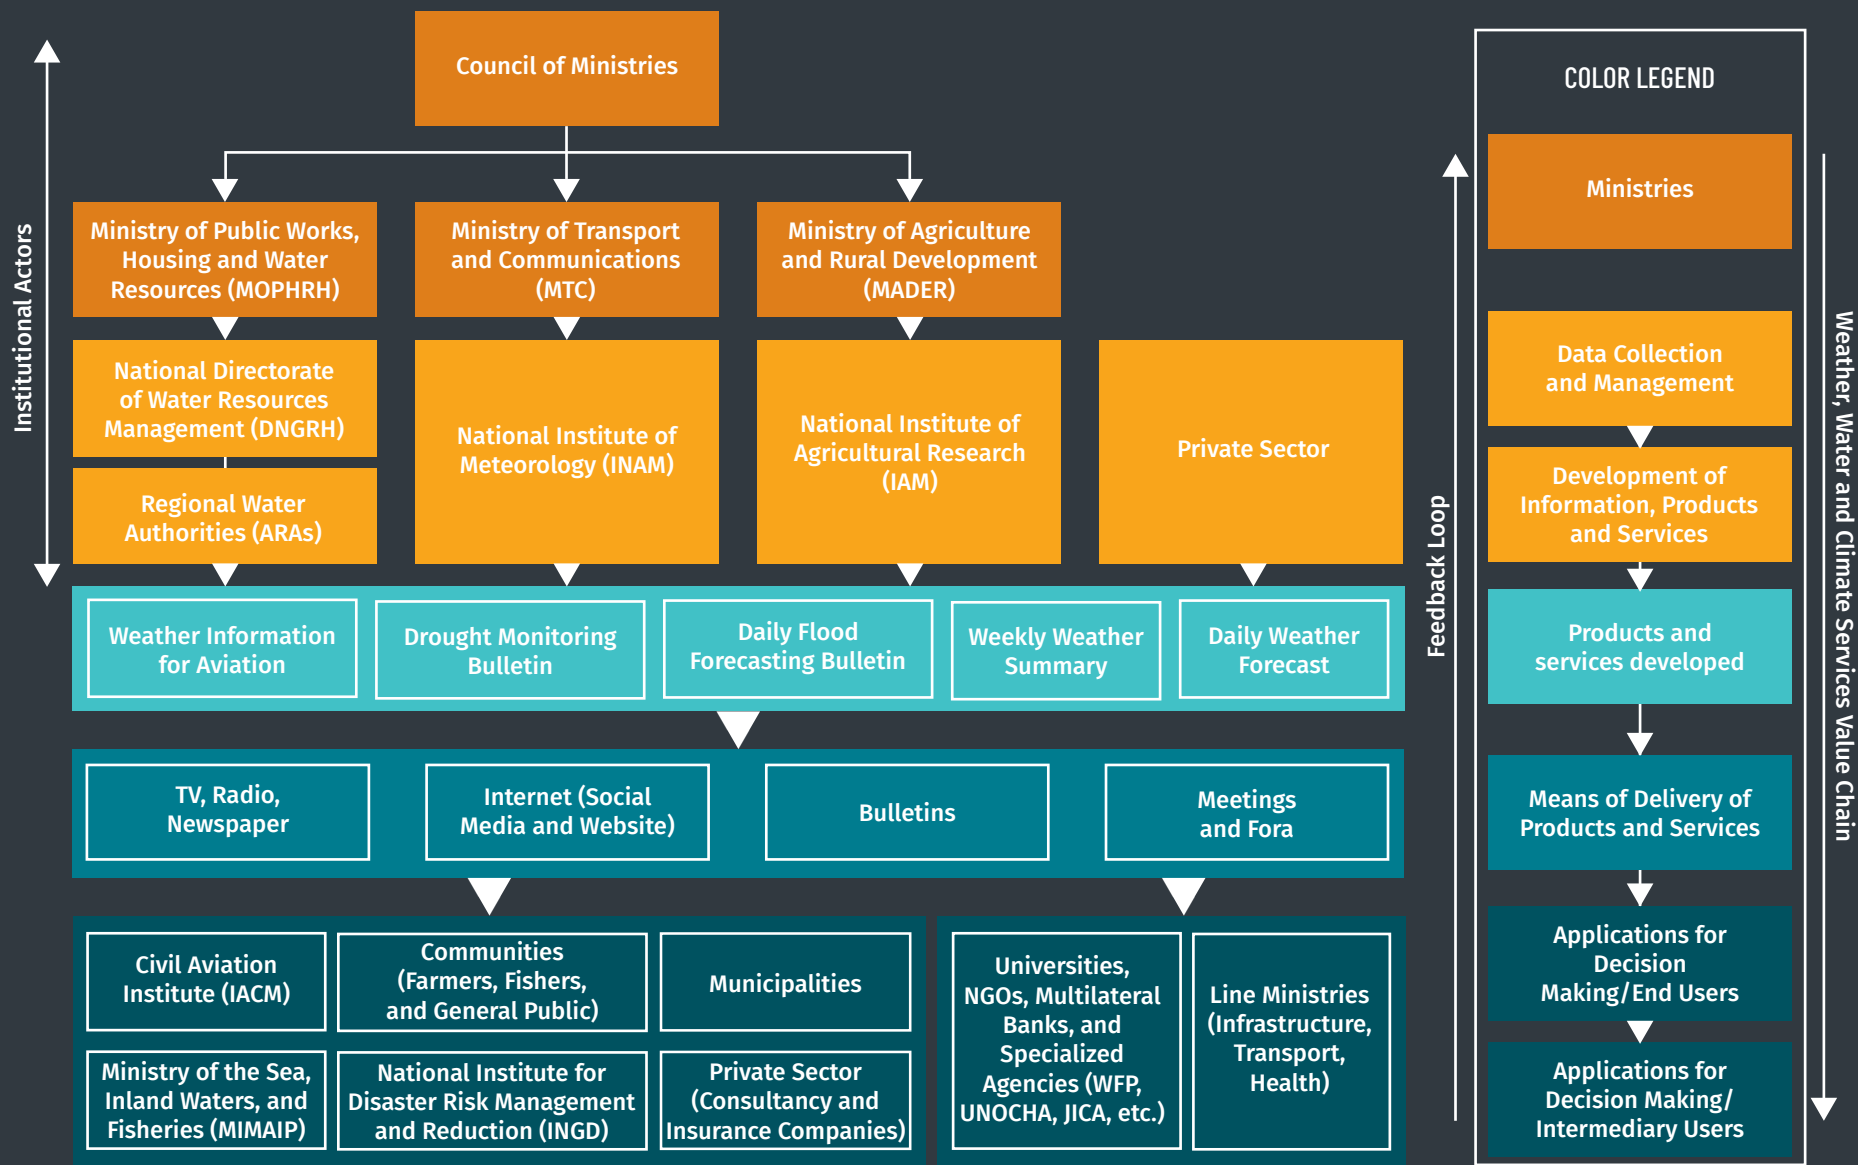 Council of Ministries
Institutional Actors
Ministry of Public Works,
Housing and Water
Resources (MOPHRH)
Ministry of Transport
and Communications
(MTC)
Ministry of Agriculture
and Rural Development
(MADER)
National Directorate
of Water Resources
Management (DNGRH)
Regional Water
Authorities (ARAs)
National Institute of
Meteorology (INAM)
National Institute of
Agricultural Research
(IAM)
Private Sector
Weather Information
for Aviation
Drought Monitoring
Bulletin
Daily Flood
Forecasting Bulletin
Weekly Weather
Summary
Daily Weather
Forecast
TV, Radio,
Newspaper
Internet (Social
Media and Website)
Bulletins
Meetings
and Fora
Civil Aviation
Institute (IACM)
Communities
(Farmers, Fishers,
and General Public)
Municipalities
Ministry of the Sea,
Inland Waters, and
Fisheries (MIMAIP)
National Institute for
Disaster Risk Management
and Reduction (INGD)
Private Sector
(Consultancy and
Insurance Companies)
Universities,
NGOs, Multilateral
Banks, and
Specialized
Agencies (WFP,
UNOCHA, JICA, etc.)
Line Ministries
(Infrastructure,
Transport,
Health)
Feedback Loop
COLOR LEGEND
Ministries
Data Collection
and Management
Development of
Information, Products
and Services
Products and
services developed
Means of Delivery of
Products and Services
Applications for
Decision
Making/End Users
Applications for
Decision Making/
Intermediary Users
Weather, Water and Climate Services Value Chain